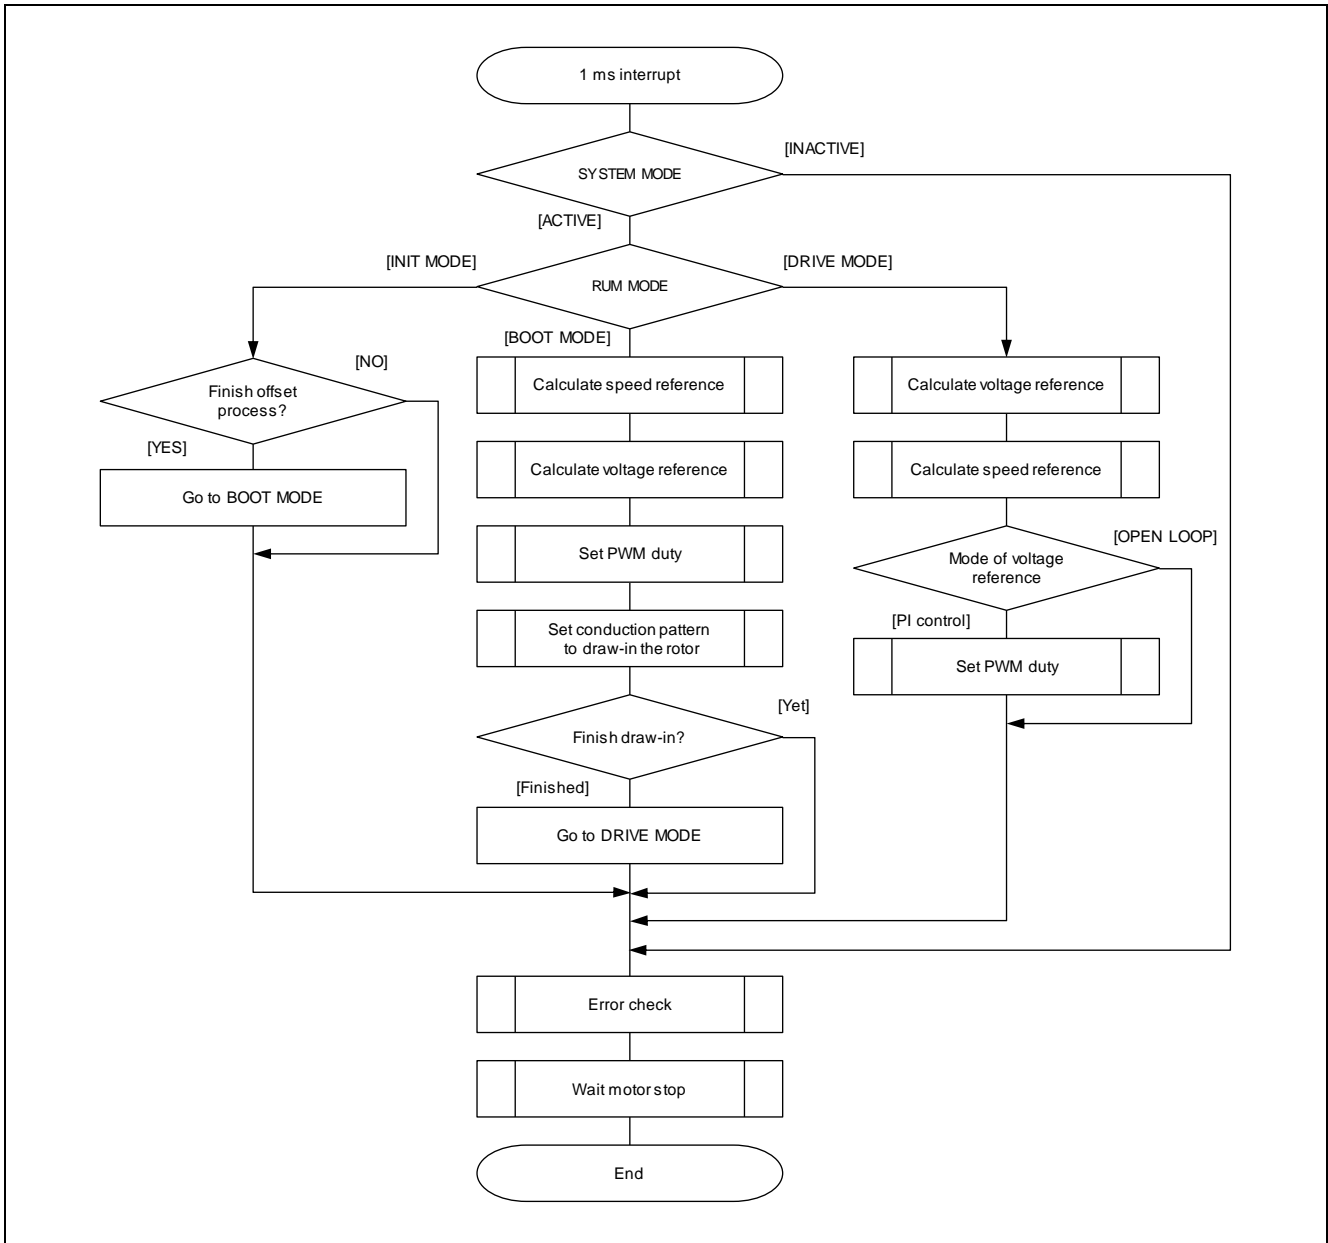 1 ms interrupt
[INACTIVE]
SYSTEM MODE
[ACTIVE]
[INIT MODE]
[DRIVE MODE]
RUM MODE
[BOOT MODE]
[NO]
Finish offset
process?
[YES]
Go to BOOT MODE
Calculate speed reference
Calculate voltage reference
Set PWM duty
Set conduction pattern
to draw-in the rotor
[Yet]
Finish draw-in?
[Finished]
Go to DRIVE MODE
Calculate voltage reference
Calculate speed reference
[OPEN LOOP]
Mode of voltage
reference
[PI control]
Set PWM duty
Error check
Wait motor stop
End